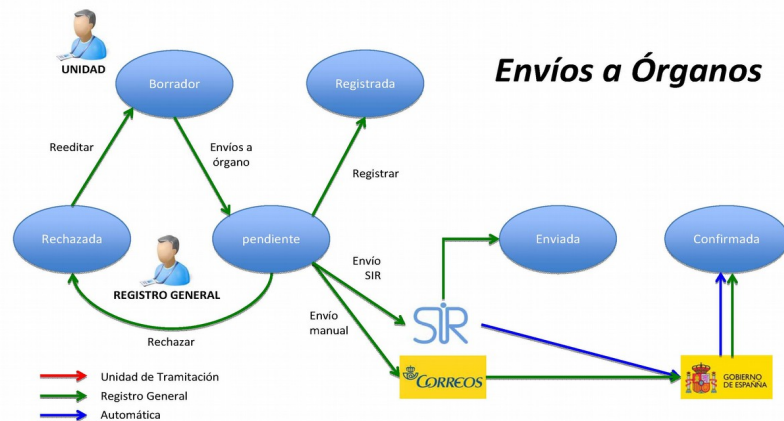 Envíos a Órganos
UNIDAD
Borrador
Registrada
Reeditar
Envíos a
órgano
Registrar
Rechazada
pendiente
Enviada
Confirmada
REGISTRO GENERAL
Envío
SIR
Envío
manual
SIR
Rechazar
CORREOS
GOBIERNO
DE ESPAÑNA
Unidad de Tramitación
Registro General
Automática